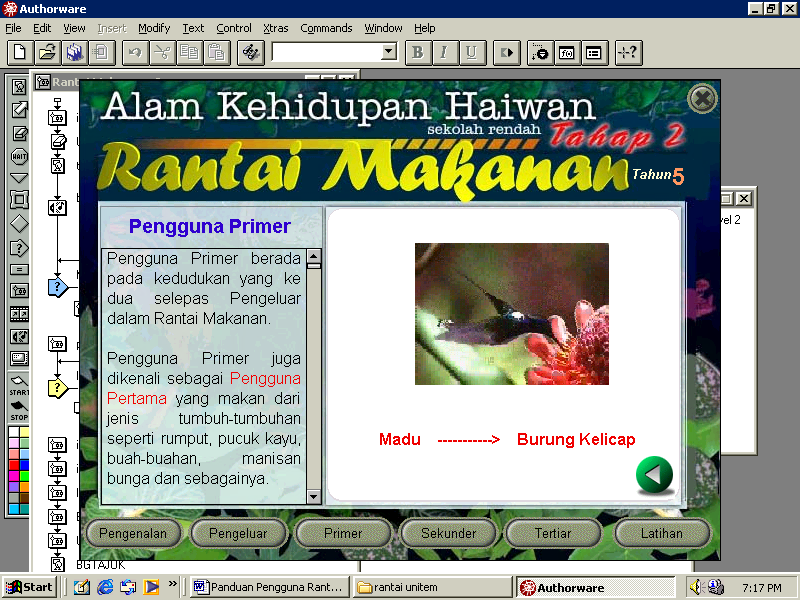 Authorware
File Edit View Insert Modify Text Control Xtras Commands Window Help
B I U
Alam Kehidupan Haiwan
sekolah rendah Tahap 2
Rantai Makanan Tahun 5
Pengguna Primer
Pengguna Primer berada
pada kedudukan yang ke
dua selepas Pengeluar
dalam Rantai Makanan.
Pengguna Primer juga
dikenali sebagai Pengguna
Pertama yang makan dari
jenis tumbuh-tumbuhan
seperti rumput, pucuk kayu,
buah-buahan, manisan
bunga dan sebagainya.
Madu -----------> Burung Kelicap
Pengenalan Pengeluar Primer Sekunder Tertiar Latihan
WAIT
START
STOP
BGTAJUK
Start
Panduan Pengguna Rant...
rantai unitem
Authorware
7:17 PM